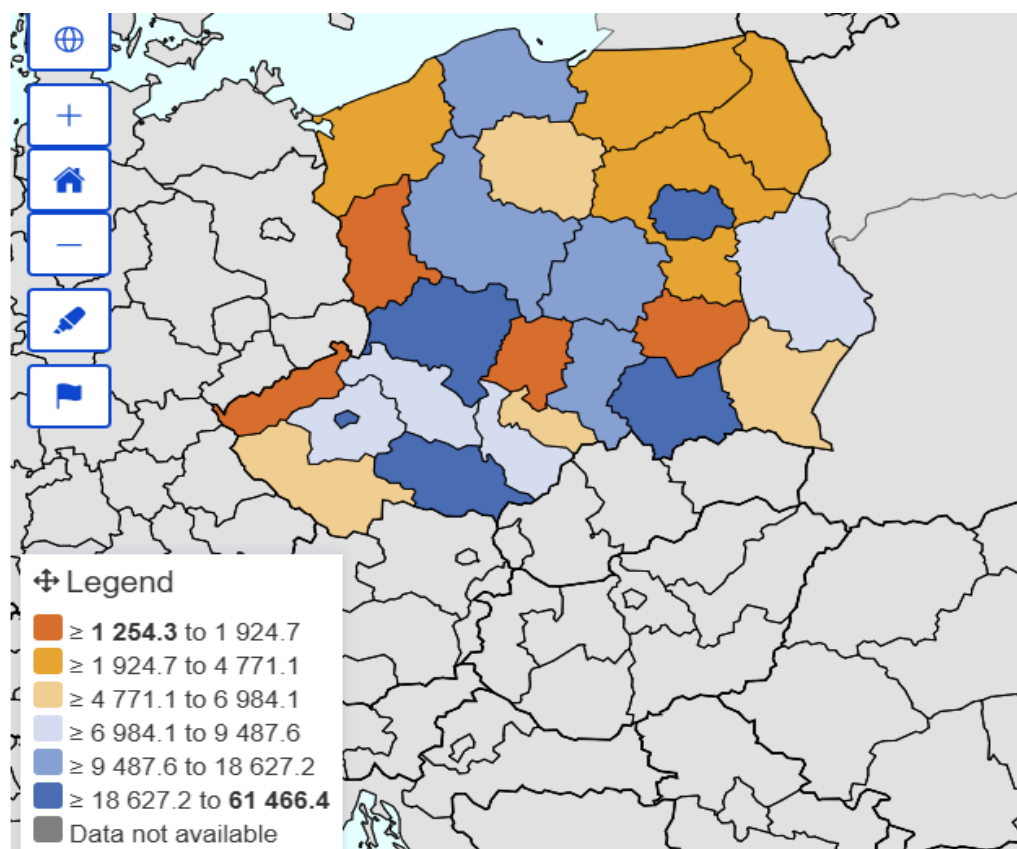 Legend
≥ 1 254.3 to 1 924.7
≥ 1 924.7 to 4 771.1
≥ 4 771.1 to 6 984.1
≥ 6 984.1 to 9 487.6
≥ 9 487.6 to 18 627.2
≥ 18 627.2 to 61 466.4
Data not available